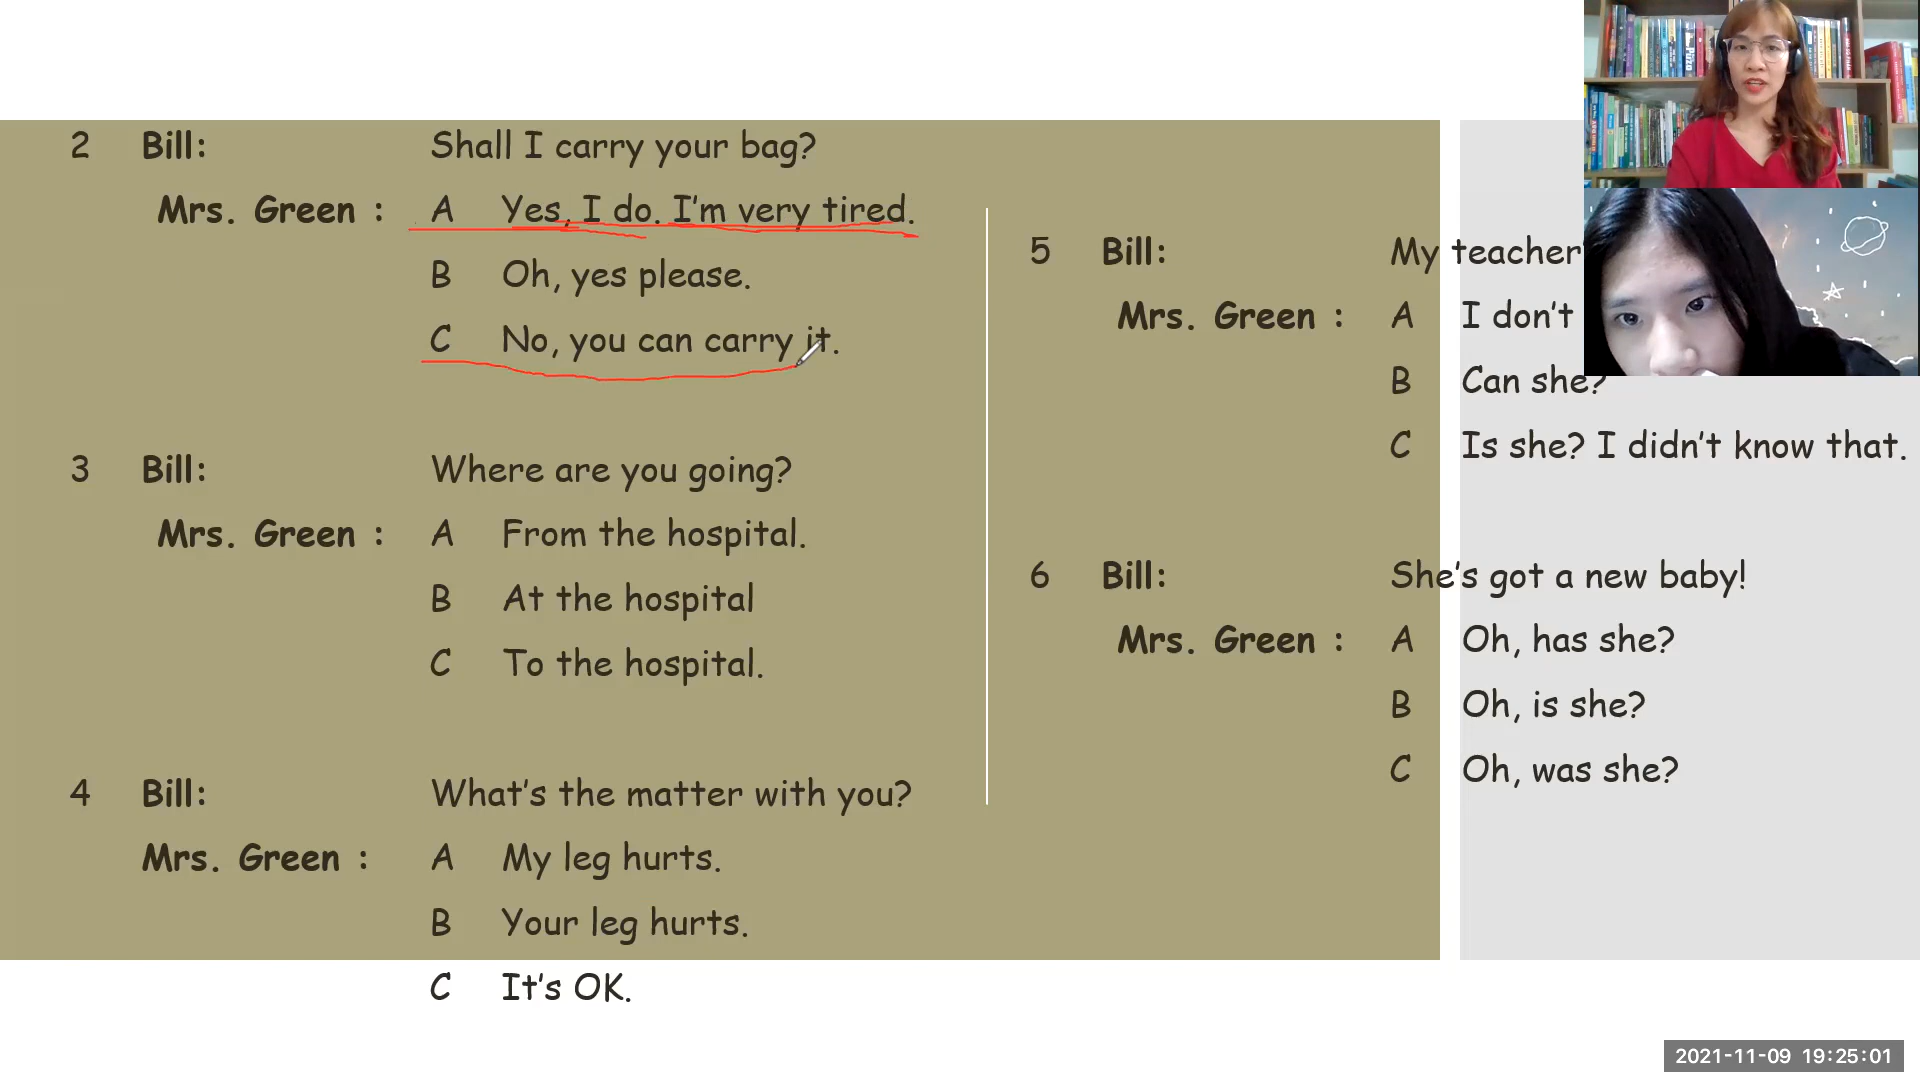 2 Bill: Shall I carry your bag?
Mrs. Green : A Yes, I do. I'm very tired.
B Oh, yes please.
C No, you can carry it.
3 Bill: Where are you going?
Mrs. Green : A From the hospital.
B At the hospital
C To the hospital.
4 Bill: What's the matter with you?
Mrs. Green : A My leg hurts.
B Your leg hurts.
C It's OK.
5 Bill: My teacher'
Mrs. Green : A I don't
B Can she?
C Is she? I didn't know that.
6 Bill: She's got a new baby!
Mrs. Green : A Oh, has she?
B Oh, is she?
C Oh, was she?
2021-11-09 19:25:01